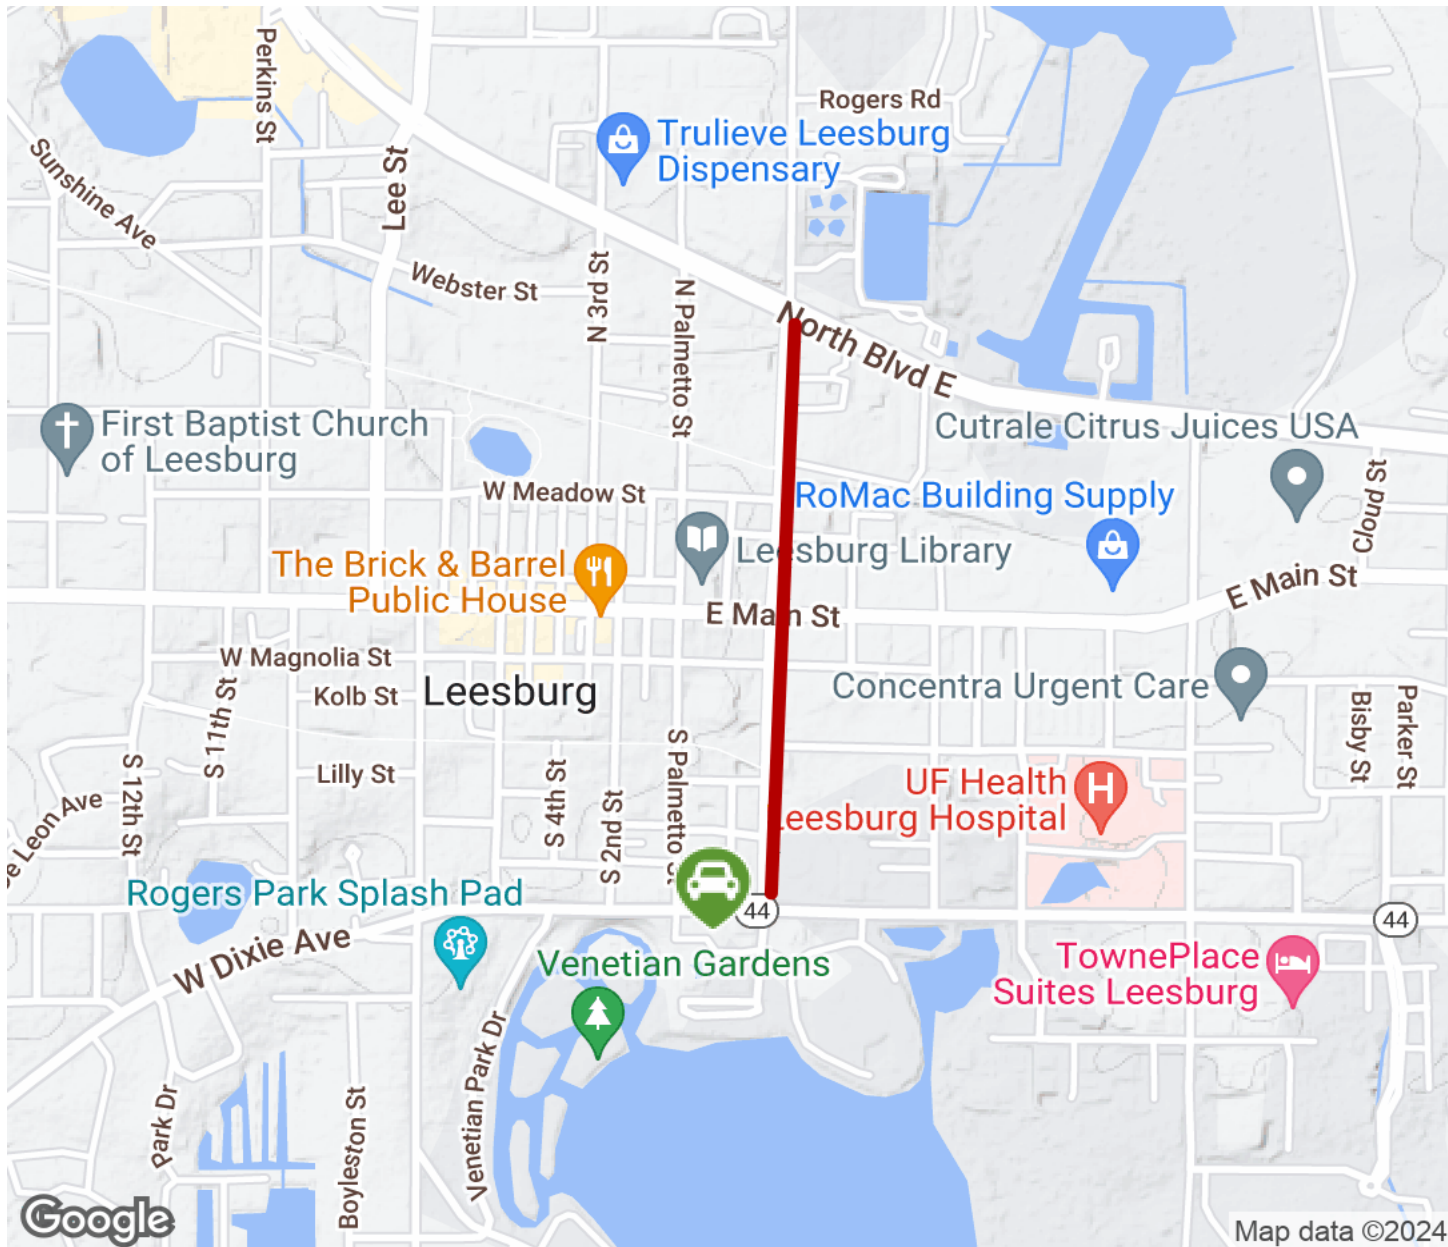 Perkins St
Rogers Rd
Trulieve Leesburg
Dispensary
Sunshine Ave
Lee St
Webster St
N 3rd St
N Palmetto St
North Blvd E
First Baptist Church
of Leesburg
Cutrale Citrus Juices USA
W Meadow St
RoMac Building Supply
Cloud St
Leesburg Library
The Brick & Barrel
Public House
E Main St
E Main St
W Magnolia St
Kolb St
Leesburg
Concentra Urgent Care
S 11th St
Bisby St
Parker St
S 12th St
Lilly St
S 4th St
S 2nd St
S Palmetto St
UF Health
Leesburg Hospital
De Leon Ave
Rogers Park Splash Pad
44
44
W Dixie Ave
Venetian Gardens
TownePlace
Suites Leesburg
Venetian Park Dr
Park Dr
Boyleston St
Google
Map data ©2024